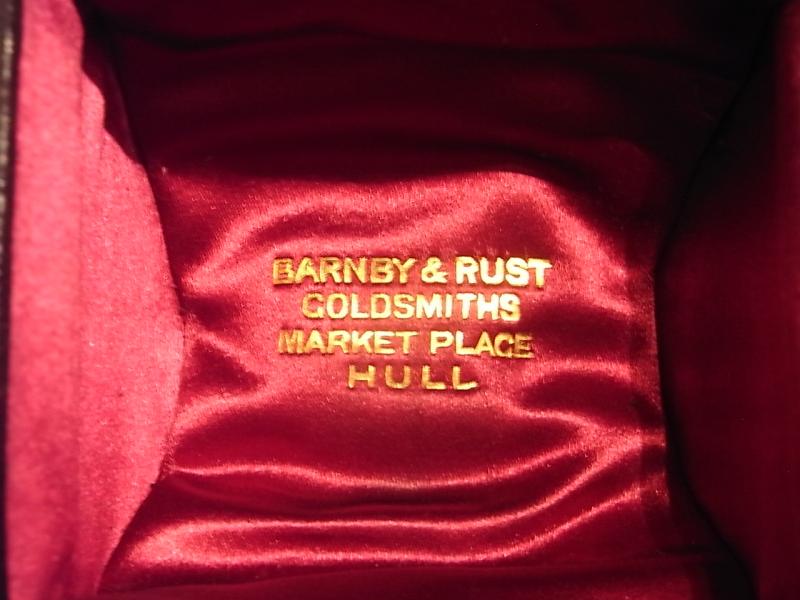 BARNBY & RUST
GOLDSMITHS
MARKET PLACE
HULL